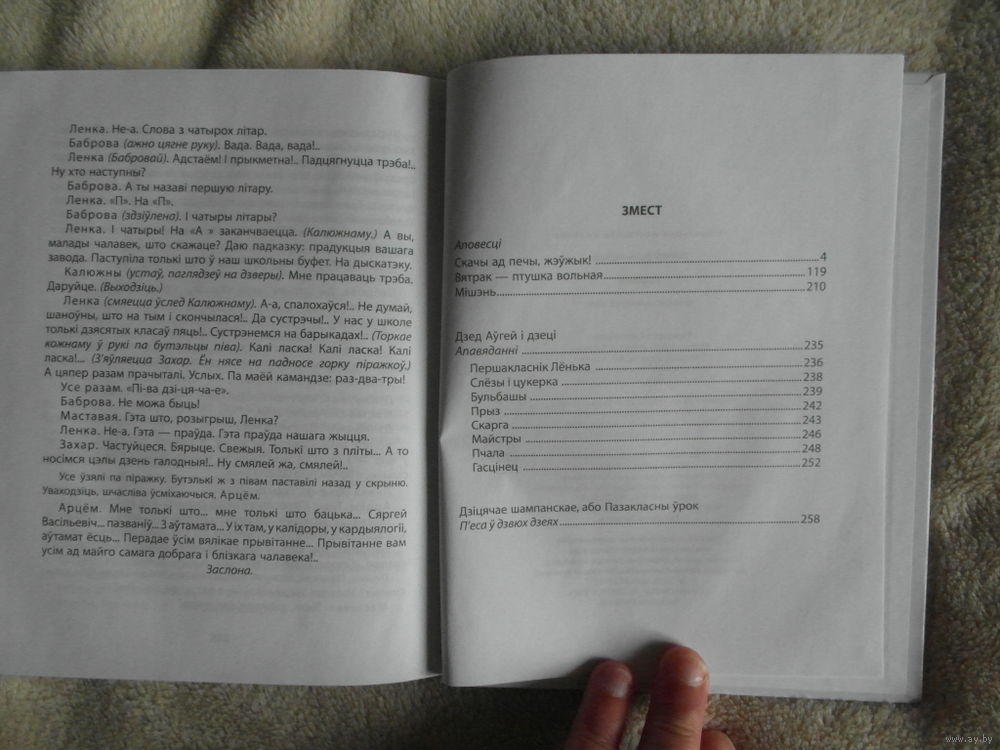 Ленка. Не-а. Слова з чатырох літар.
Баброва (ажно цягне руку). Вада. Вада, вада!..
Ленка (Бабровай). Адстаём! І прыкметна!.. Падцягнуцца трэба!..
Ну хто наступны?
Баброва. А ты назаві першую літару.
Ленка. «П». На «П».
Баброва (здзіўлена). І чатыры літары?
Ленка. І чатыры! На «А » заканчваецца. (Калюжнаму.) А вы,
малады чалавек, што скажаце? Даю падказку: прадукцыя вашага
завода. Паступіла толькі што ў наш школьны буфет. На дыскатэку.
Калюжны (устаў, паглядзеў на дзверы). Мне працаваць трэба.
Даруйце. (Выходзіць.)
Ленка (смяецца ўслед Калюжнаму). А-а, спалохаўся!.. Не думай,
шаноўны, што на тым і скончылася!.. Да сустрэчы!.. У нас у школе
толькі дзясятых класаў пяць!.. Сустрэнемся на барыкадах!.. (Торкае
кожнаму ў рукі па бутэльцы піва). Калі ласка! Калі ласка! Калі
ласка!... (З'яўляецца Захар. Ён нясе на падносе горку піражкоў.)
А цяпер разам прачыталі. Услых. Па маёй камандзе: раз-два-тры!
Усе разам. «Пі-ва дзі-ця-ча-е».
Баброва. Не можа быць!
Маставая. Гэта што, розыгрыш, Ленка?
Ленка. Не-а. Гэта — праўда. Гэта праўда нашага жыцця.
Захар. Частуйцеся. Бярыце. Свежыя. Толькі што з пліты... А то
носімся цэлы дзень галодныя!.. Ну смялей жа, смялей!..
Усе ўзялі па піражку. Бутэлькі ж з півам паставілі назад у скрыню.
Уваходзіць, шчасліва ўсміхаючыся, Арцём.
Арцём. Мне толькі што... мне толькі што бацька... Сяргей
Васільевіч... пазваніў... З аўтамата... У іх там, у калідоры, у кардыялогіі,
аўтамат ёсць... Перадае ўсім вялікае прывітанне... Прывітанне вам
усім ад майго самага добрага і блізкага чалавека!..
Заслона.
ЗМЕСТ
Аповесці
Скачы ад печы, жэўжык! 4
Вятрак — птушка вольная 119
Мішэнь 210
Дзед Аўгей і дзеці
Апавяданні 235
Першакласнік Лёнька 236
Слёзы і цукерка 238
Бульбашы 239
Прыз 242
Скарга 243
Майстры 246
Пчала 248
Гасцінец 252
Дзіцячае шампанскае, або Пазакласны ўрок
П'еса ў дзвюх дзеях 258
www.ay.by